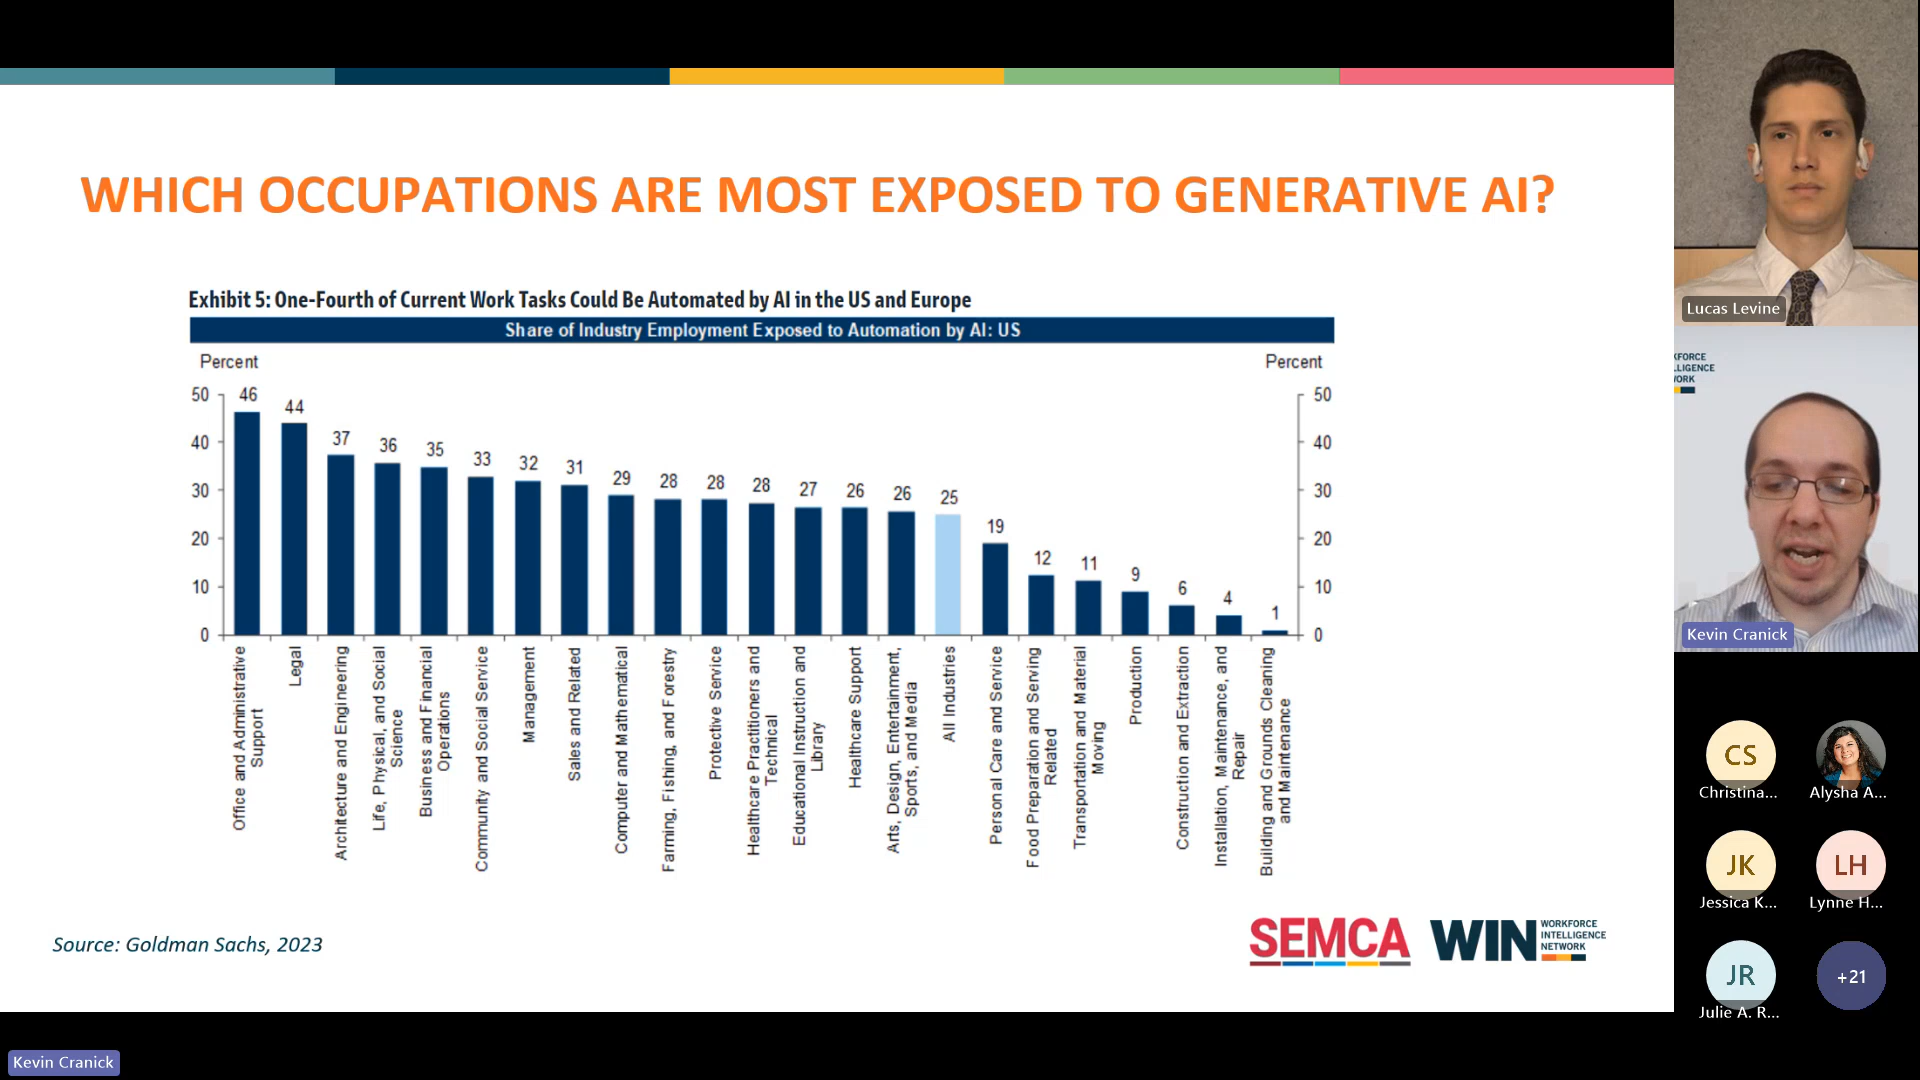 WHICH OCCUPATIONS ARE MOST EXPOSED TO GENERATIVE AI?
Exhibit 5: One-Fourth of Current Work Tasks Could Be Automated by AI in the US and Europe
Share of Industry Employment Exposed to Automation by AI: US
Percent
Percent
50
40
30
20
10
0
46
44
37
36
35
33
32
31
29
28
28
28
27
26
26
25
19
12
11
9
6
4
1
50
40
30
20
10
0
Office and Administrative
Support
Legal
Architecture and Engineering
Life, Physical, and Social
Science
Business and Financial
Operations
Community and Social Service
Management
Sales and Related
Computer and Mathematical
Farming, Fishing, and Forestry
Protective Service
Healthcare Practitioners and
Technical
Educational Instruction and
Library
Healthcare Support
Arts, Design, Entertainment,
Sports, and Media
All Industries
Personal Care and Service
Food Preparation and Serving
Related
Transportation and Material
Moving
Production
Construction and Extraction
Installation, Maintenance, and
Repair
Building and Grounds Cleaning
and Maintenance
Source: Goldman Sachs, 2023
SEMCA
WIN
WORKFORCE
INTELLIGENCE
NETWORK
Kevin Cranick
Lucas Levine
KFORCE
LLIGENCE
WORK
Kevin Cranick
CS
Christina...
Alysha A...
JK
Jessica K...
LH
Lynne H...
JR
Julie A. R...
+21